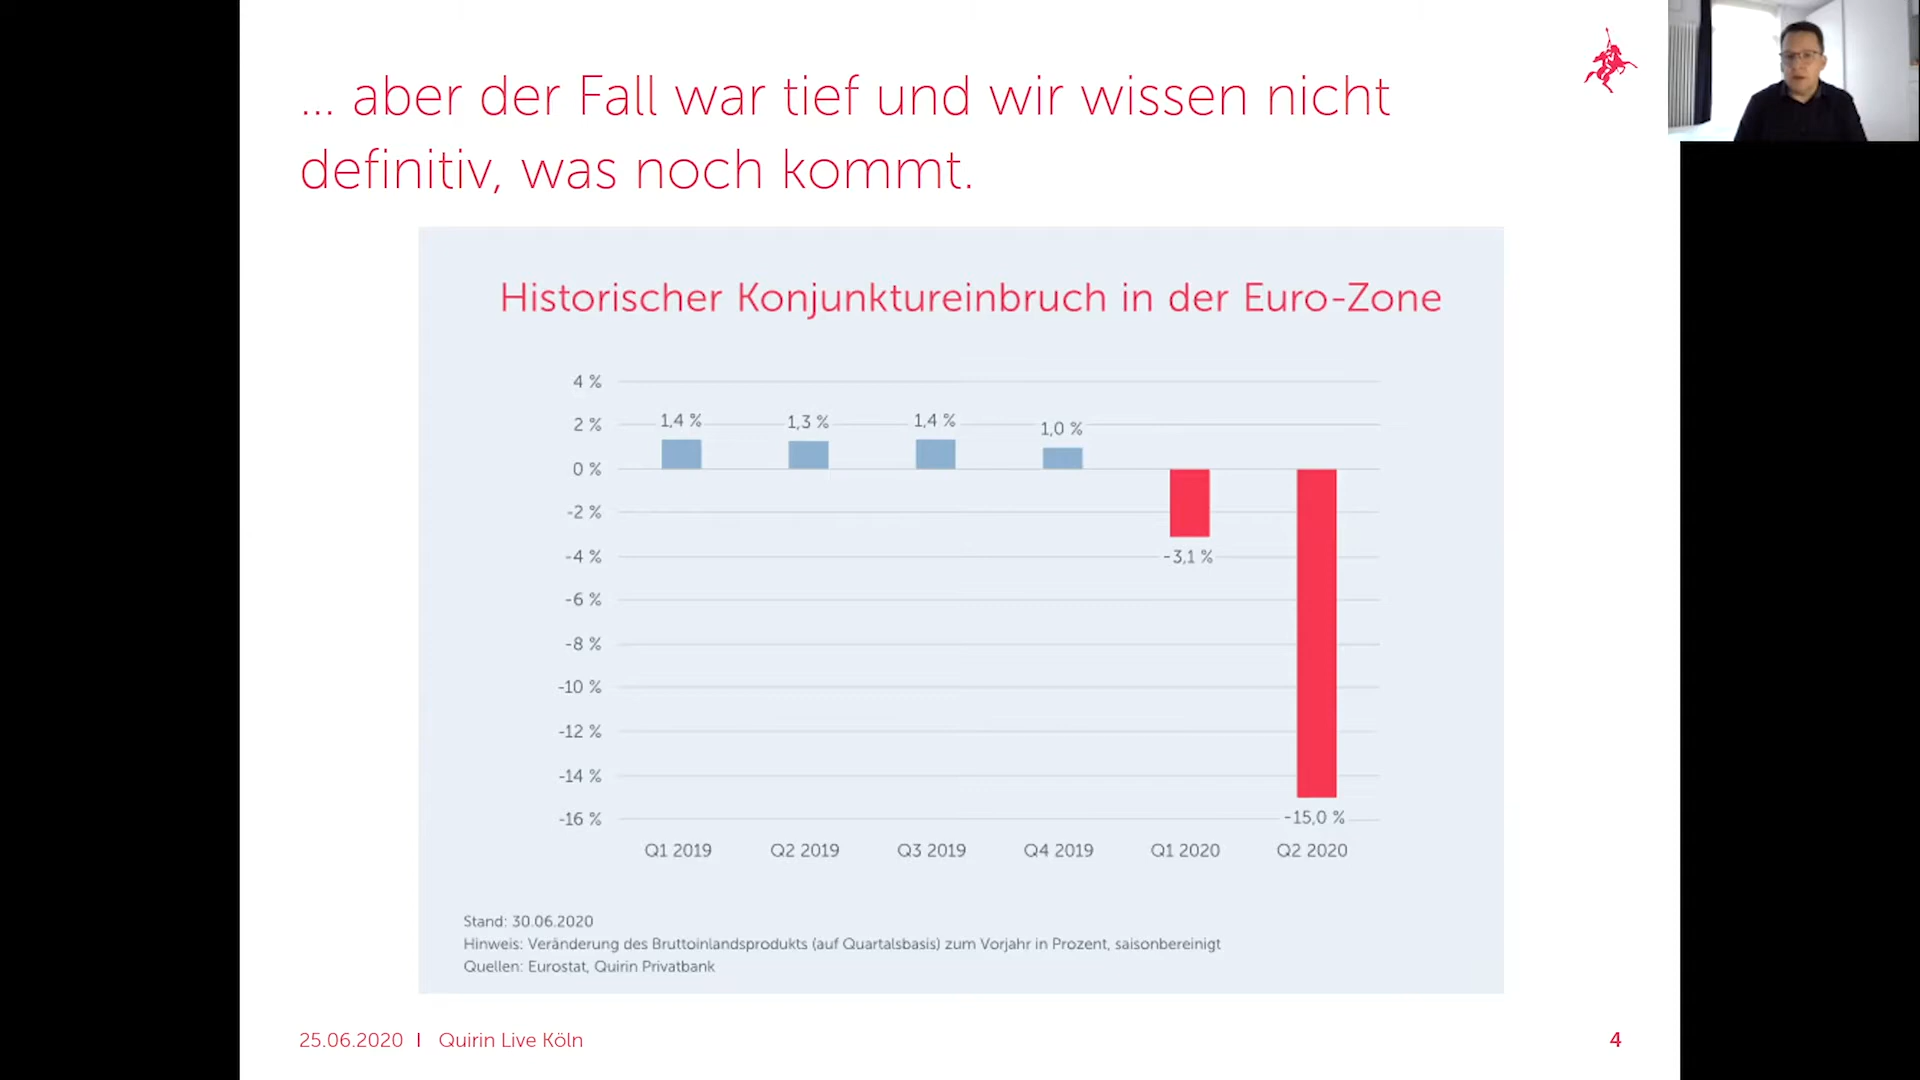 ... aber der Fall war tief und wir wissen nicht
definitiv, was noch kommt.
Historischer Konjunktureinbruch in der Euro-Zone
4 %
2 %
0 %
-2 %
-4 %
-6 %
-8 %
-10 %
-12 %
-14 %
-16 %
1,4 %
1,3 %
1,4 %
1,0 %
-3,1 %
-15,0 %
Q1 2019
Q2 2019
Q3 2019
Q4 2019
Q1 2020
Q2 2020
Stand: 30.06.2020
Hinweis: Veränderung des Bruttoinlandsprodukts (auf Quartalsbasis) zum Vorjahr in Prozent, saisonbereinigt
Quellen: Eurostat, Quirin Privatbank
25.06.2020 I Quirin Live Köln
4